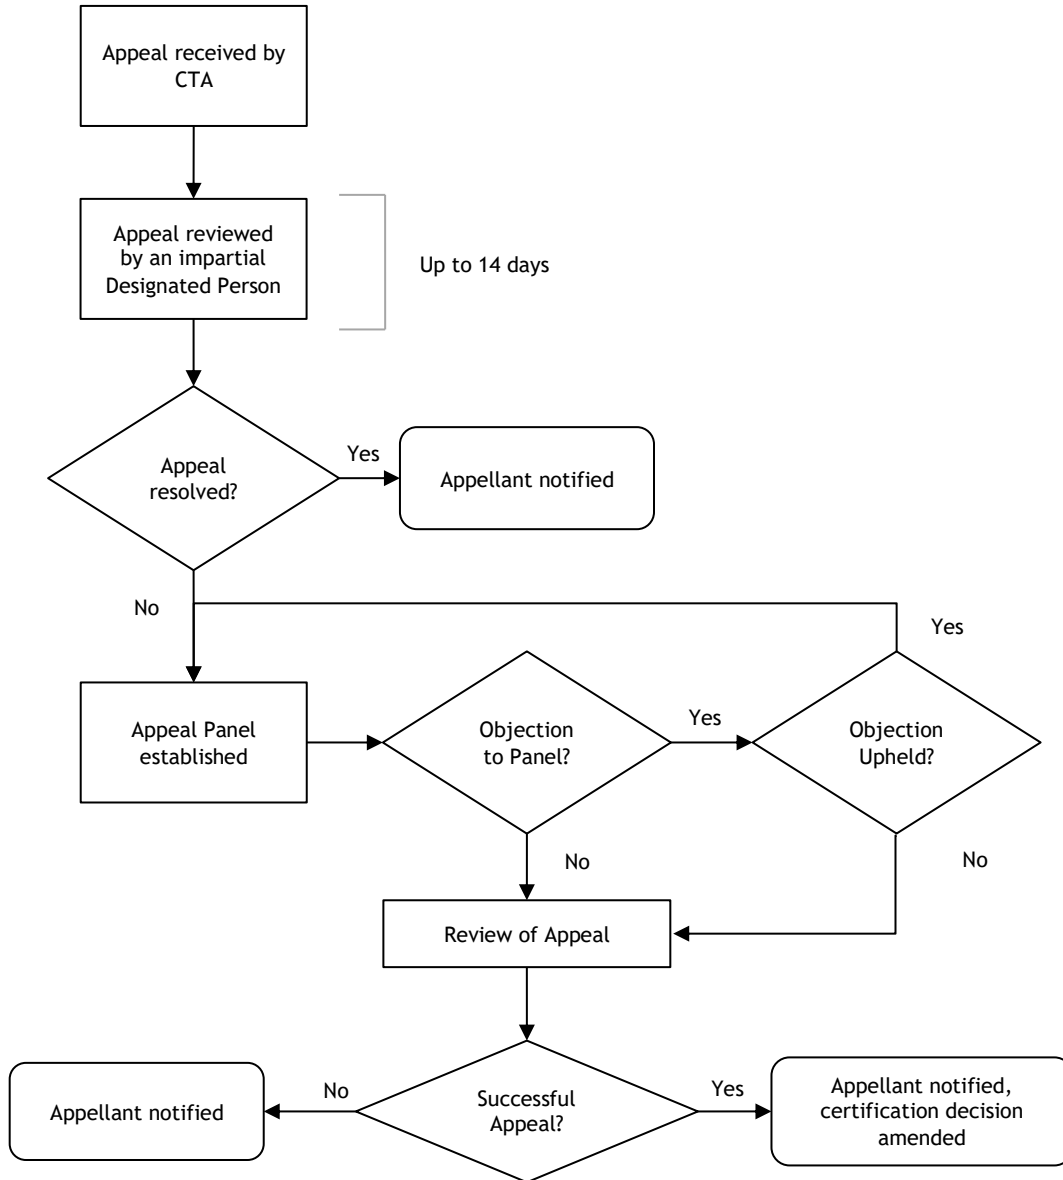 Appeal received by
CTA
Appeal reviewed
by an impartial
Designated Person
Up to 14 days
Appeal
resolved?
Yes
Appellant notified
No
Yes
Appeal Panel
established
Objection
to Panel?
Yes
Objection
Upheld?
No
No
Review of Appeal
Appellant notified
No
Successful
Appeal?
Yes
Appellant notified,
certification decision
amended